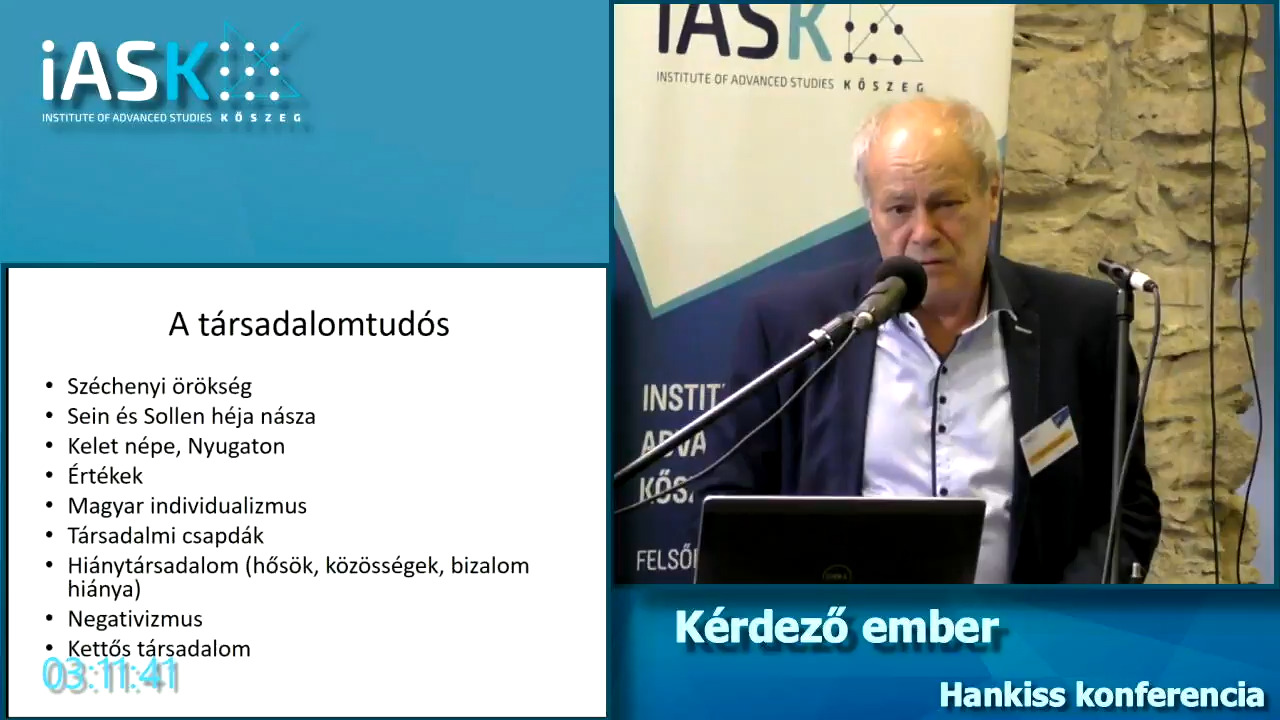 iASK
INSTITUTE OF ADVANCED STUDIES KŐSZEG
A társadalomtudós
• Széchenyi örökség
• Sein és Sollen héja násza
• Kelet népe, Nyugaton
• Értékek
• Magyar individualizmus
• Társadalmi csapdák
• Hiánytársadalom (hősök, közösségek, bizalom
hiánya)
• Negativizmus
• Kettős társadalom
03:11:41
iASK
INSTITUTE OF ADVANCED STUDIES KŐSZEG
INSTIT
ADVA
KŐS
FELSŐ
Kérdező ember
Hankiss konferencia